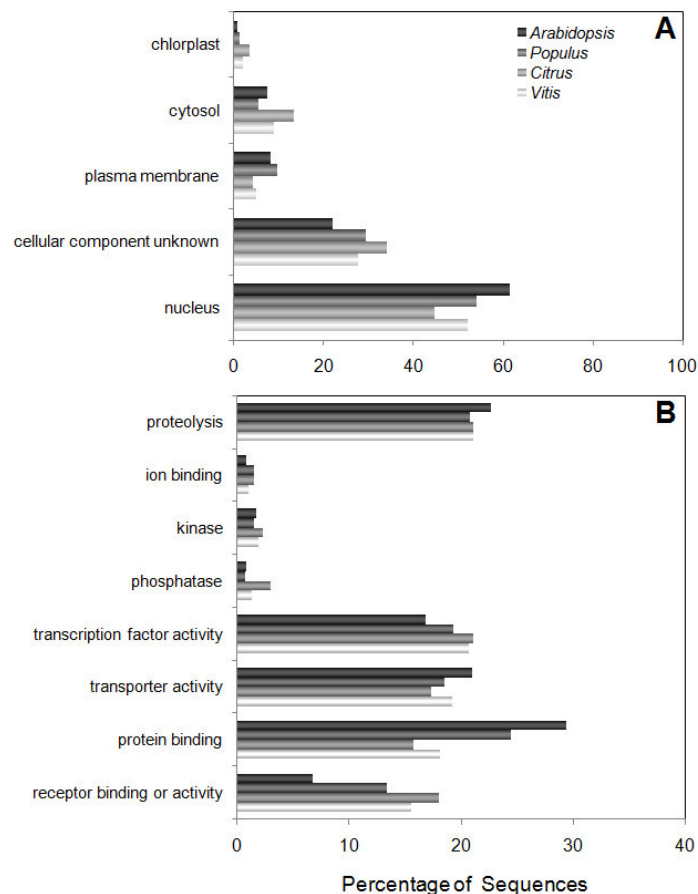 A
Arabidopsis
Populus
Citrus
Vitis
chlorplast
cytosol
plasma membrane
cellular component unknown
nucleus
0 20 40 60 80 100
B
proteolysis
ion binding
kinase
phosphatase
transcription factor activity
transporter activity
protein binding
receptor binding or activity
0 10 20 30 40
Percentage of Sequences